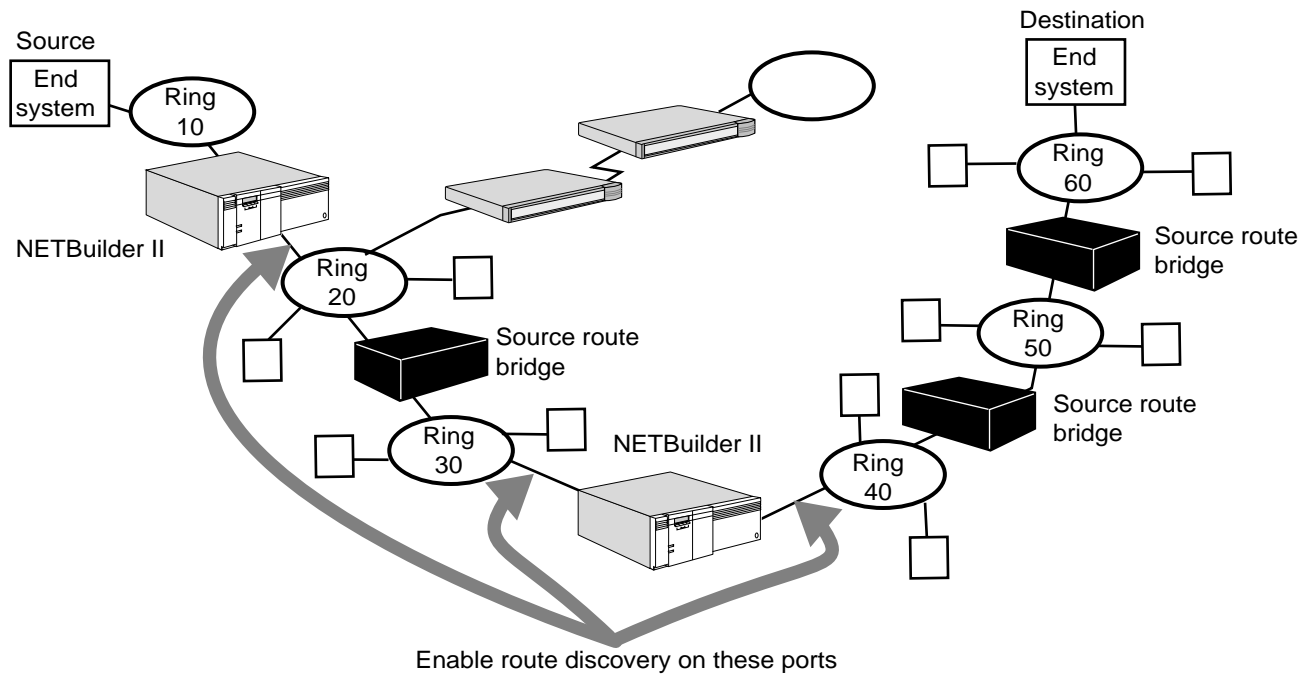 Source
End
system
Ring
10
NETBuilder II
Ring
20
Source route
bridge
Ring
30
NETBuilder II
Ring
40
Source route
bridge
Ring
50
Source route
bridge
Ring
60
Destination
End
system
Enable route discovery on these ports